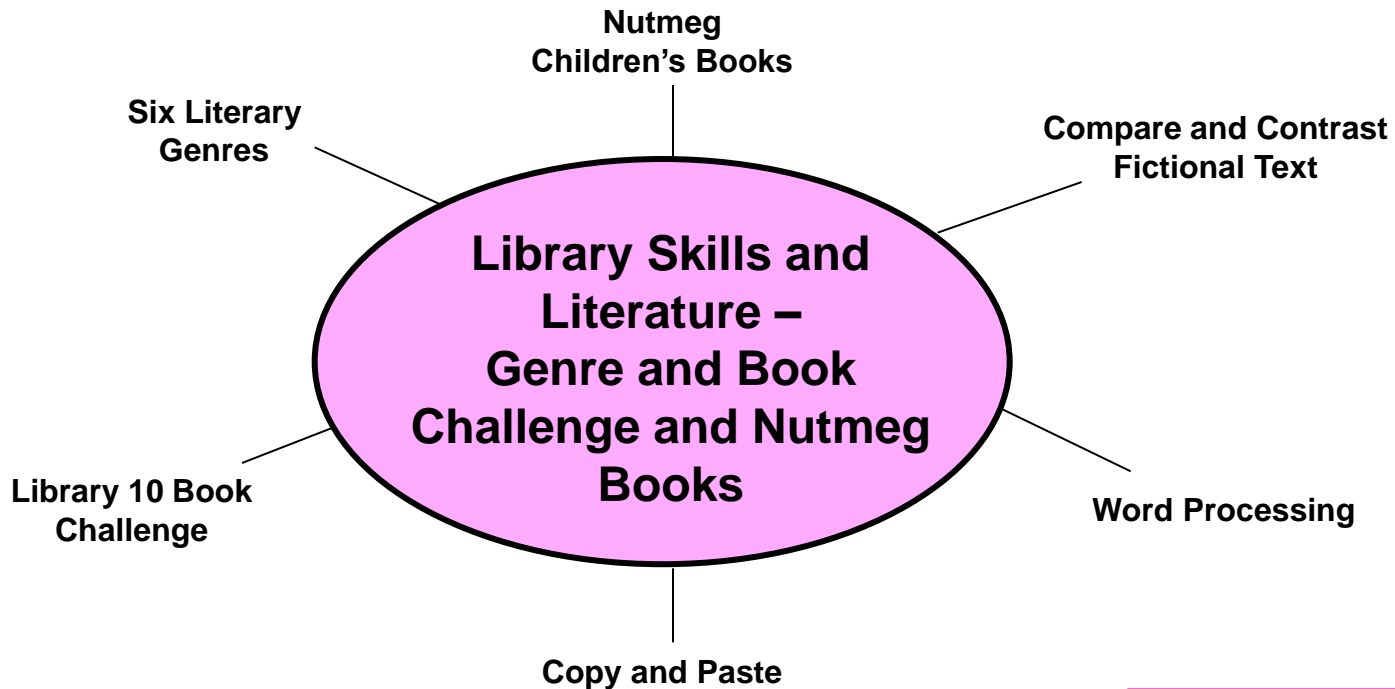 Nutmeg
Children’s Books
Six Literary
Genres
Compare and Contrast
Fictional Text
Library Skills and
Literature –
Genre and Book
Challenge and Nutmeg
Books
Library 10 Book
Challenge
Word Processing
Copy and Paste